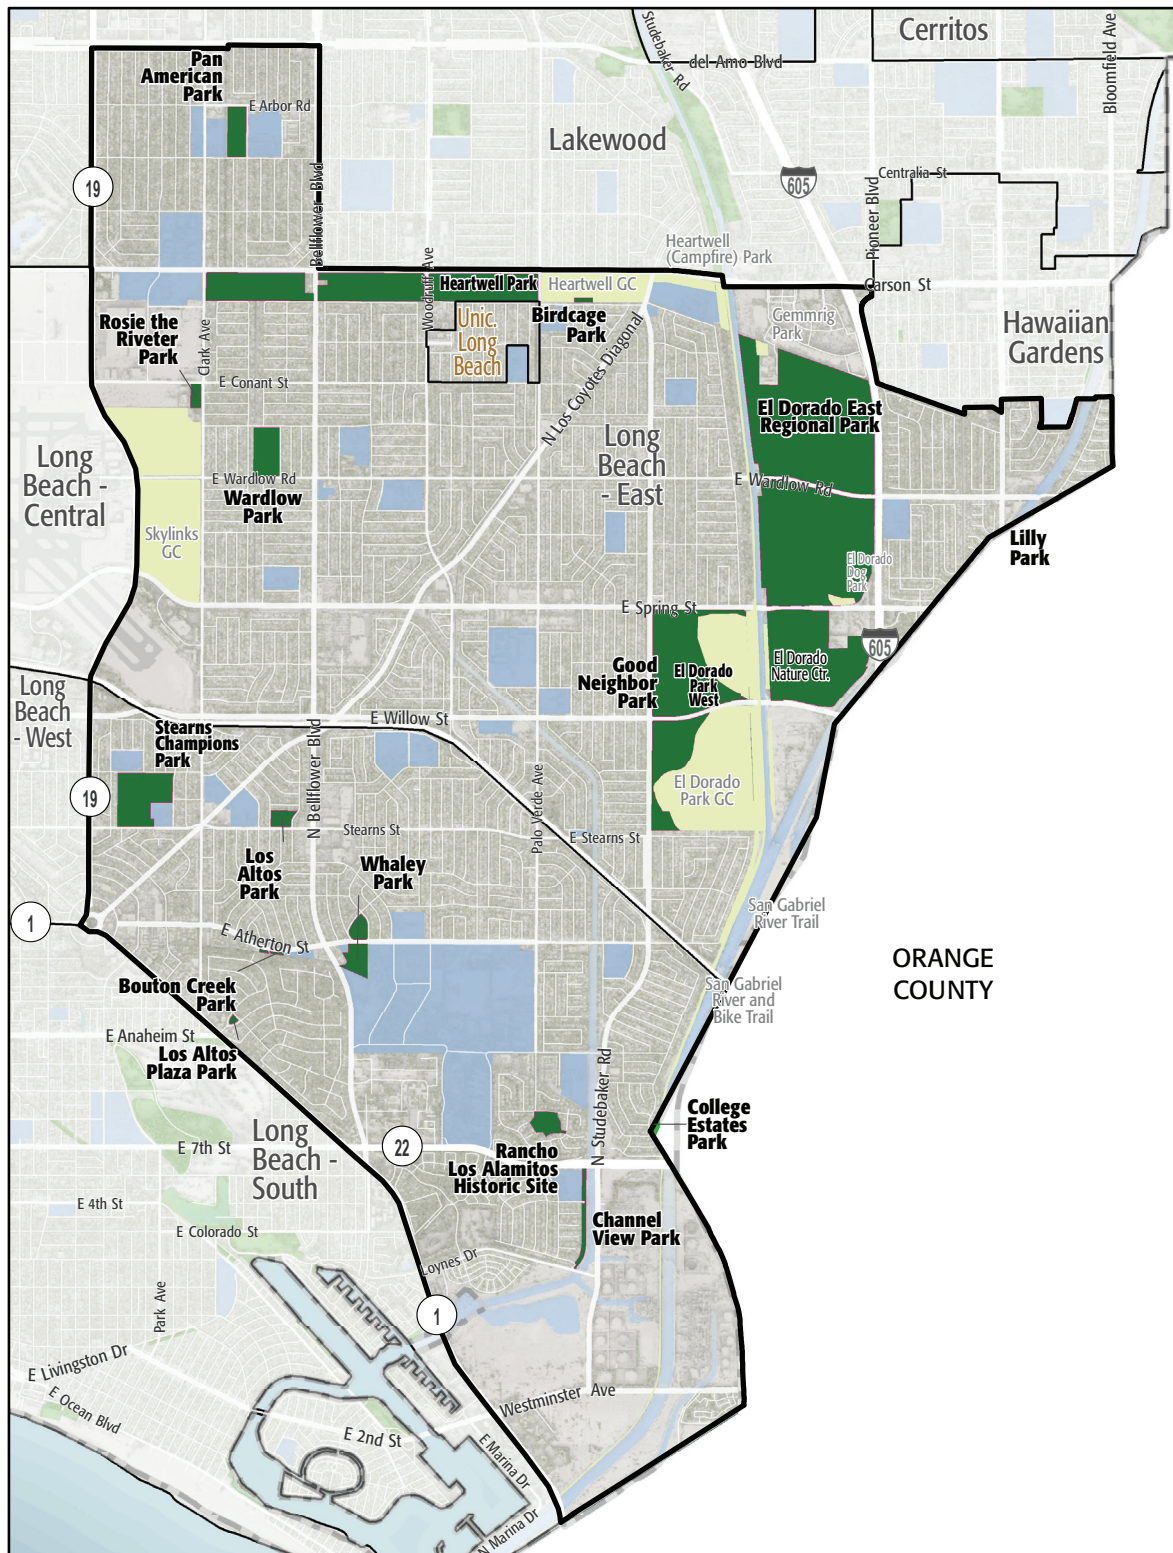 Cerritos
Bloomfield Ave
Studebaker Rd
del Amo Blvd
Pan
American
Park
E Arbor Rd
Lakewood
605
Centralia St
19
Bellflower Blvd
Pioneer Blvd
Heartwell
(Campfire) Park
Woodruff Ave
Heartwell Park
Heartwell GC
Carson St
Rosie the
Riveter
Park
Clark Ave
Unic.
Long
Beach
Birdcage
Park
Gemmrig
Park
Hawaiian
Gardens
E Conant St
N Los Coyotes Diagonal
El Dorado East
Regional Park
Long
Beach -
Central
Long
Beach
- East
E Wardlow Rd
Wardlow
Park
E Wardlow Rd
Skylinks
GC
Lilly
Park
El Dorado
Dog
Park
E Spring St
605
Good
Neighbor
Park
El Dorado
Park
West
El Dorado
Nature Ctr.
Long
Beach
- West
E Willow St
Stearns
Champions
Park
N Bellflower Blvd
19
Palo Verde Ave
El Dorado
Park GC
Stearns St
E Stearns St
Los
Altos
Park
Whaley
Park
1
E Atherton St
San Gabriel
River Trail
ORANGE
COUNTY
Bouton Creek
Park
San Gabriel
River and
Bike Trail
E Anaheim St
Los Altos
Plaza Park
N Studebaker Rd
College
Estates
Park
E 7th St
Long
Beach -
South
22
Rancho
Los Alamitos
Historic Site
E 4th St
E Colorado St
Channel
View Park
Loynes Dr
Park Ave
1
E Livingston Dr
E Ocean Blvd
Westminster Ave
E 2nd St
E Marina Dr
N Marina Dr